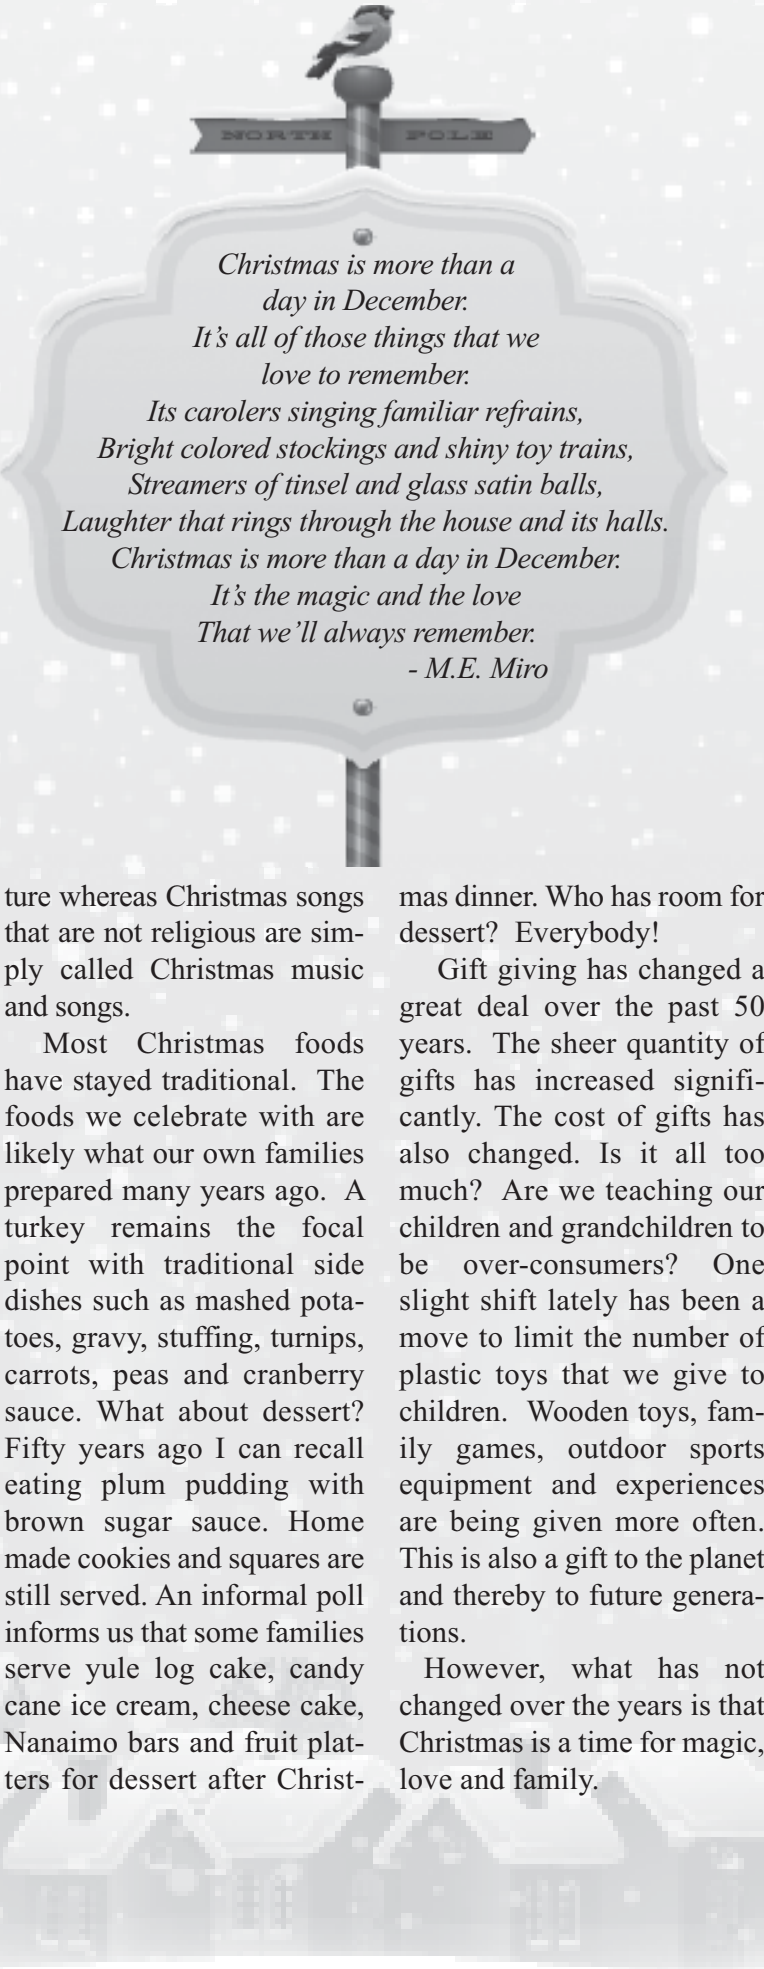 NORTH POLE
Christmas is more than a
day in December.
It's all of those things that we
love to remember.
Its carolers singing familiar refrains,
Bright colored stockings and shiny toy trains,
Streamers of tinsel and glass satin balls,
Laughter that rings through the house and its halls.
Christmas is more than a day in December.
It's the magic and the love
That we'll always remember.
- M.E. Miro
ture whereas Christmas songs
that are not religious are sim-
ply called Christmas music
and songs.
Most Christmas foods
have stayed traditional. The
foods we celebrate with are
likely what our own families
prepared many years ago. A
turkey remains the focal
point with traditional side
dishes such as mashed pota-
toes, gravy, stuffing, turnips,
carrots, peas and cranberry
sauce. What about dessert?
Fifty years ago I can recall
eating plum pudding with
brown sugar sauce. Home
made cookies and squares are
still served. An informal poll
informs us that some families
serve yule log cake, candy
cane ice cream, cheese cake,
Nanaimo bars and fruit plat-
ters for dessert after Christ-
mas dinner. Who has room for
dessert? Everybody!
Gift giving has changed a
great deal over the past 50
years. The sheer quantity of
gifts has increased signifi-
cantly. The cost of gifts has
also changed. Is it all too
much? Are we teaching our
children and grandchildren to
be over-consumers? One
slight shift lately has been a
move to limit the number of
plastic toys that we give to
children. Wooden toys, fam-
ily games, outdoor sports
equipment and experiences
are being given more often.
This is also a gift to the planet
and thereby to future genera-
tions.
However, what has not
changed over the years is that
Christmas is a time for magic,
love and family.